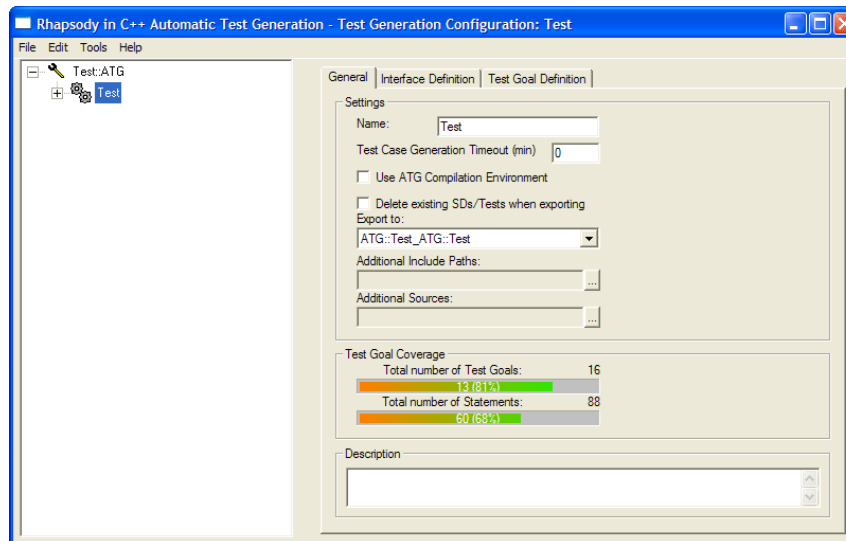 Rhapsody in C++ Automatic Test Generation - Test Generation Configuration: Test
File Edit Tools Help
Test::ATG
Test
General Interface Definition Test Goal Definition
Settings
Name: Test
Test Case Generation Timeout (min) 0
Use ATG Compilation Environment
Delete existing SDs/Tests when exporting
Export to:
ATG::Test_ATG::Test
Additional Include Paths:
...
Additional Sources:
...
Test Goal Coverage
Total number of Test Goals: 16
13 (81%)
Total number of Statements: 88
60 (68%)
Description